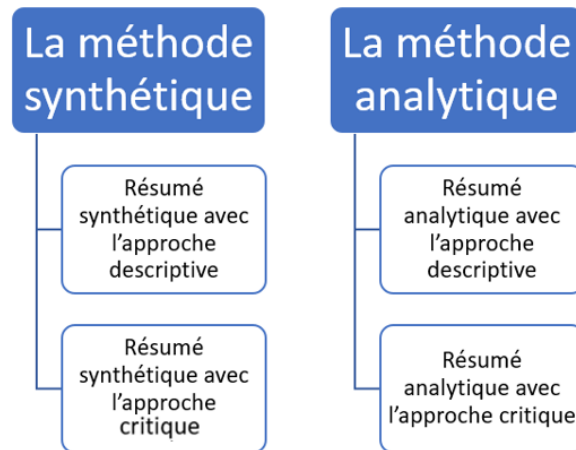 La méthode
synthétique
Résumé
synthétique avec
l’approche
descriptive
Résumé
synthétique avec
l’approche
critique
La méthode
analytique
Résumé
analytique avec
l’approche
descriptive
Résumé
analytique avec
l’approche critique